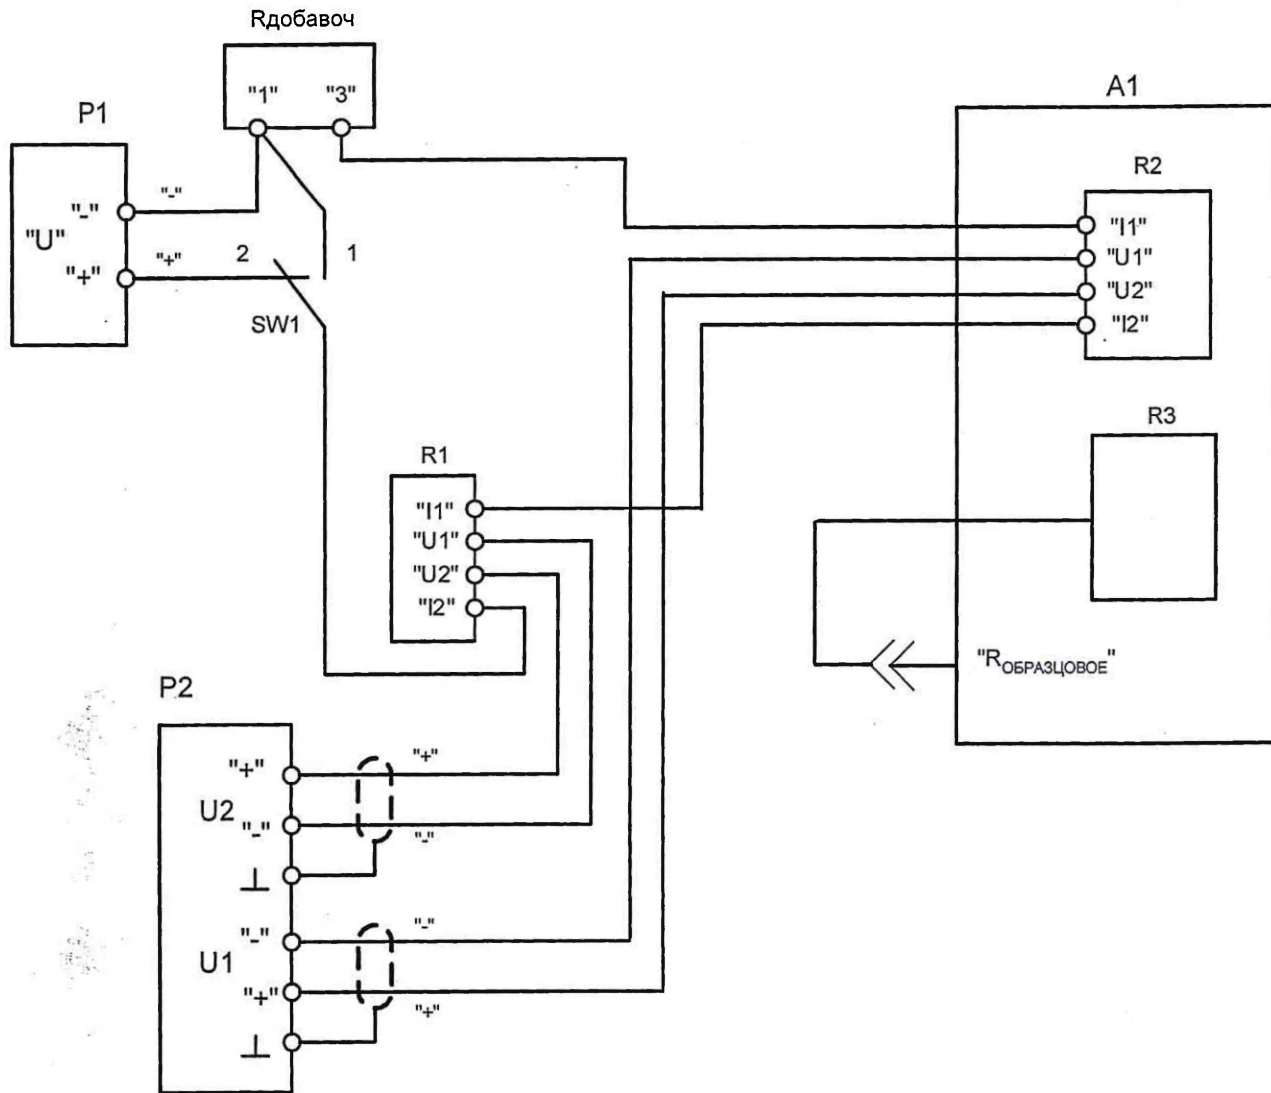 Rдобавоч
"1" "3"
P1
"-"
"U"
"+"
"-"
"+"
2
1
SW1
A1
R2
"I1"
"U1"
"U2"
"I2"
R3
"RОБРАЗЦОВОЕ"
R1
"I1"
"U1"
"U2"
"I2"
P2
"+"
U2
"-"
⊥
"-"
U1
"+"
⊥
"+"
"-"
"-"
"+"